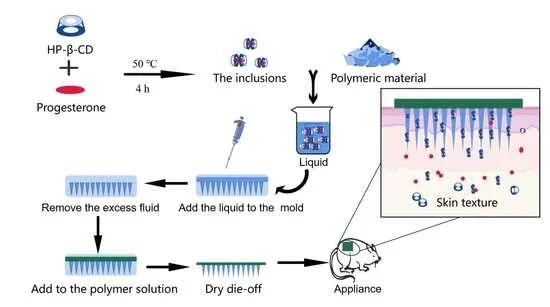 HP-β-CD
Progesterone
50 ℃
4 h
The inclusions
Polymeric material
Liquid
Add the liquid to the mold
Remove the excess fluid
Add to the polymer solution
Dry die-off
Appliance
Skin texture